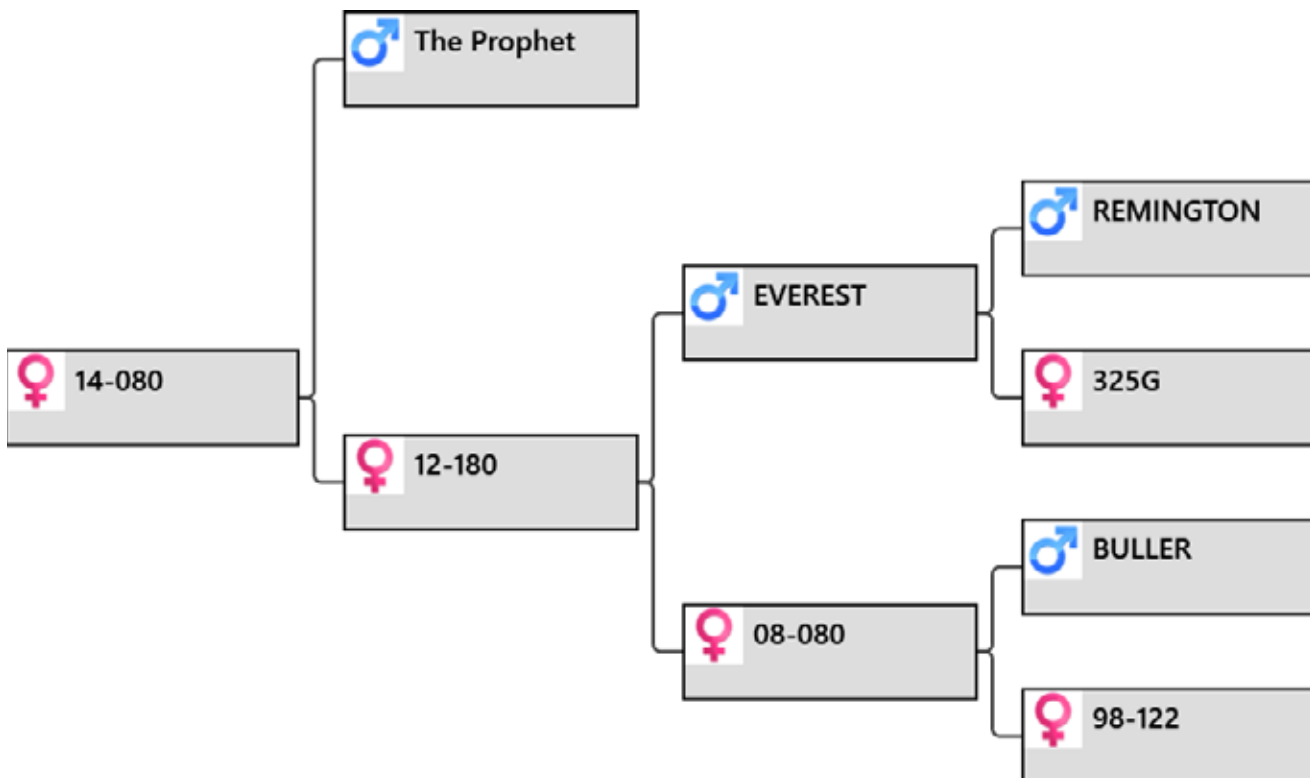 The Prophet
REMINGTON
EVEREST
325G
14-080
12-180
BULLER
08-080
98-122